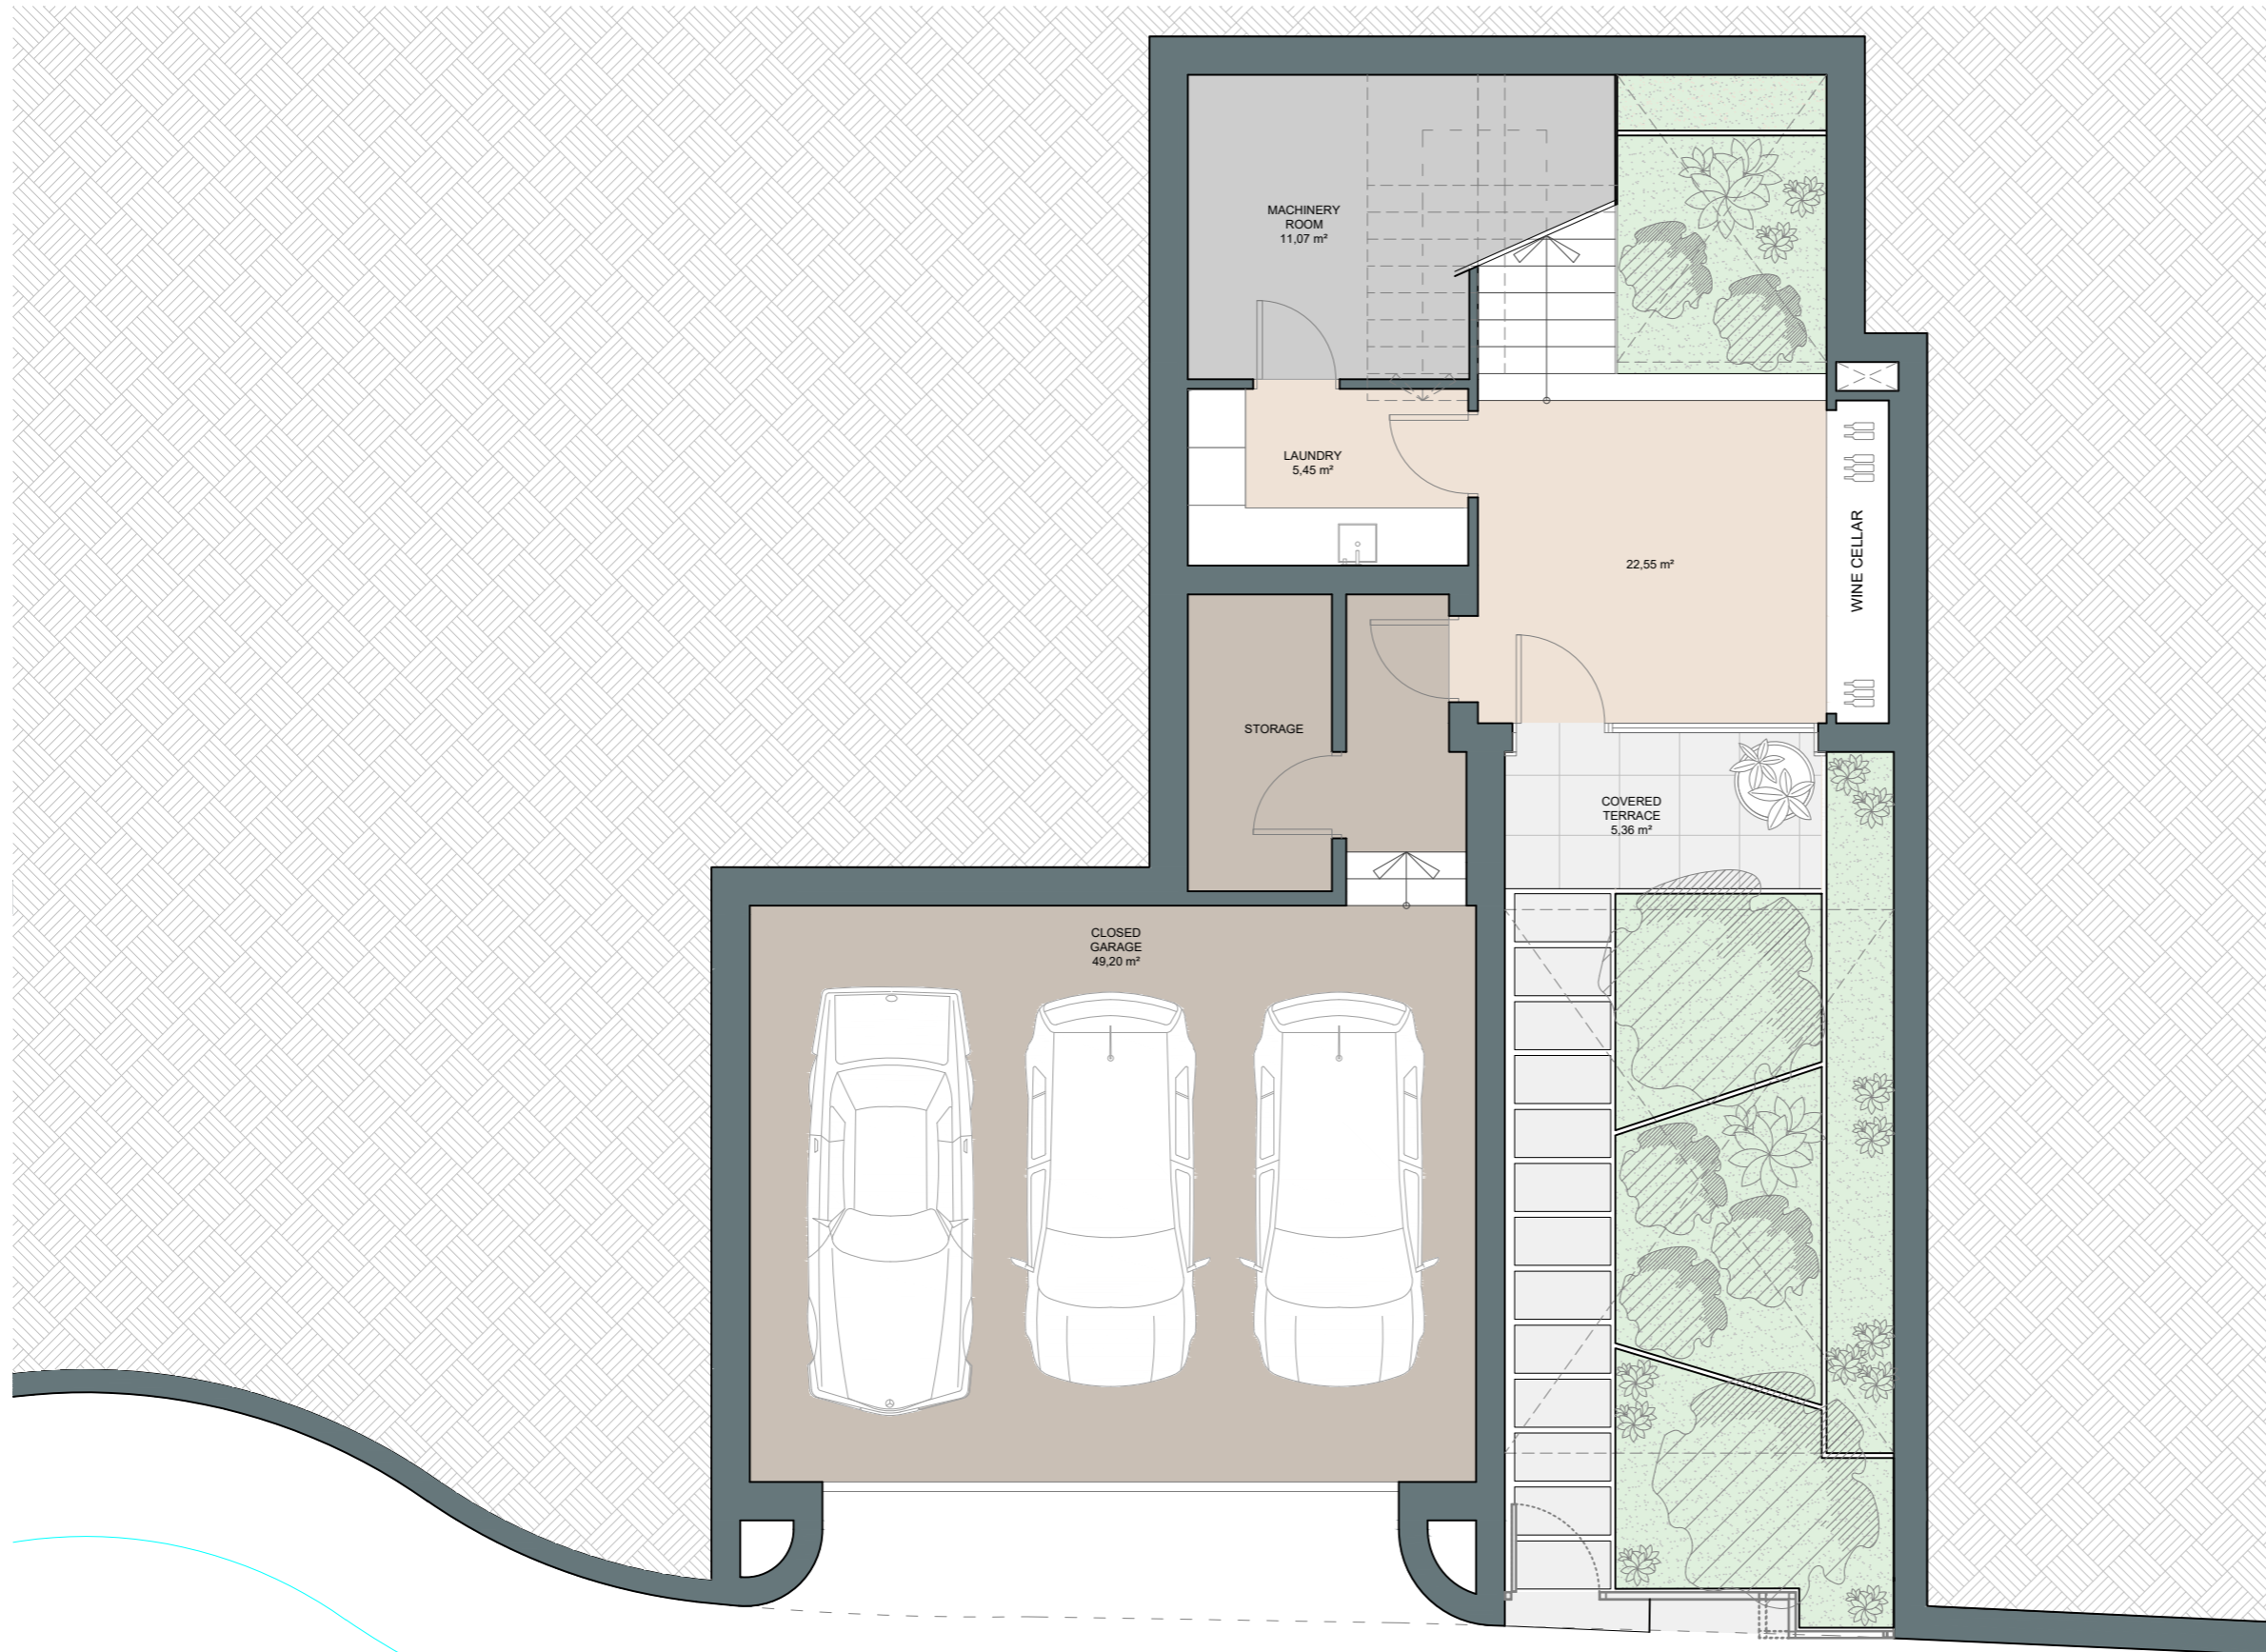 MACHINERY
ROOM
11,07 m²
LAUNDRY
5,45 m²
22,55 m²
WINE CELLAR
STORAGE
COVERED
TERRACE
5,36 m²
CLOSED
GARAGE
49,20 m²